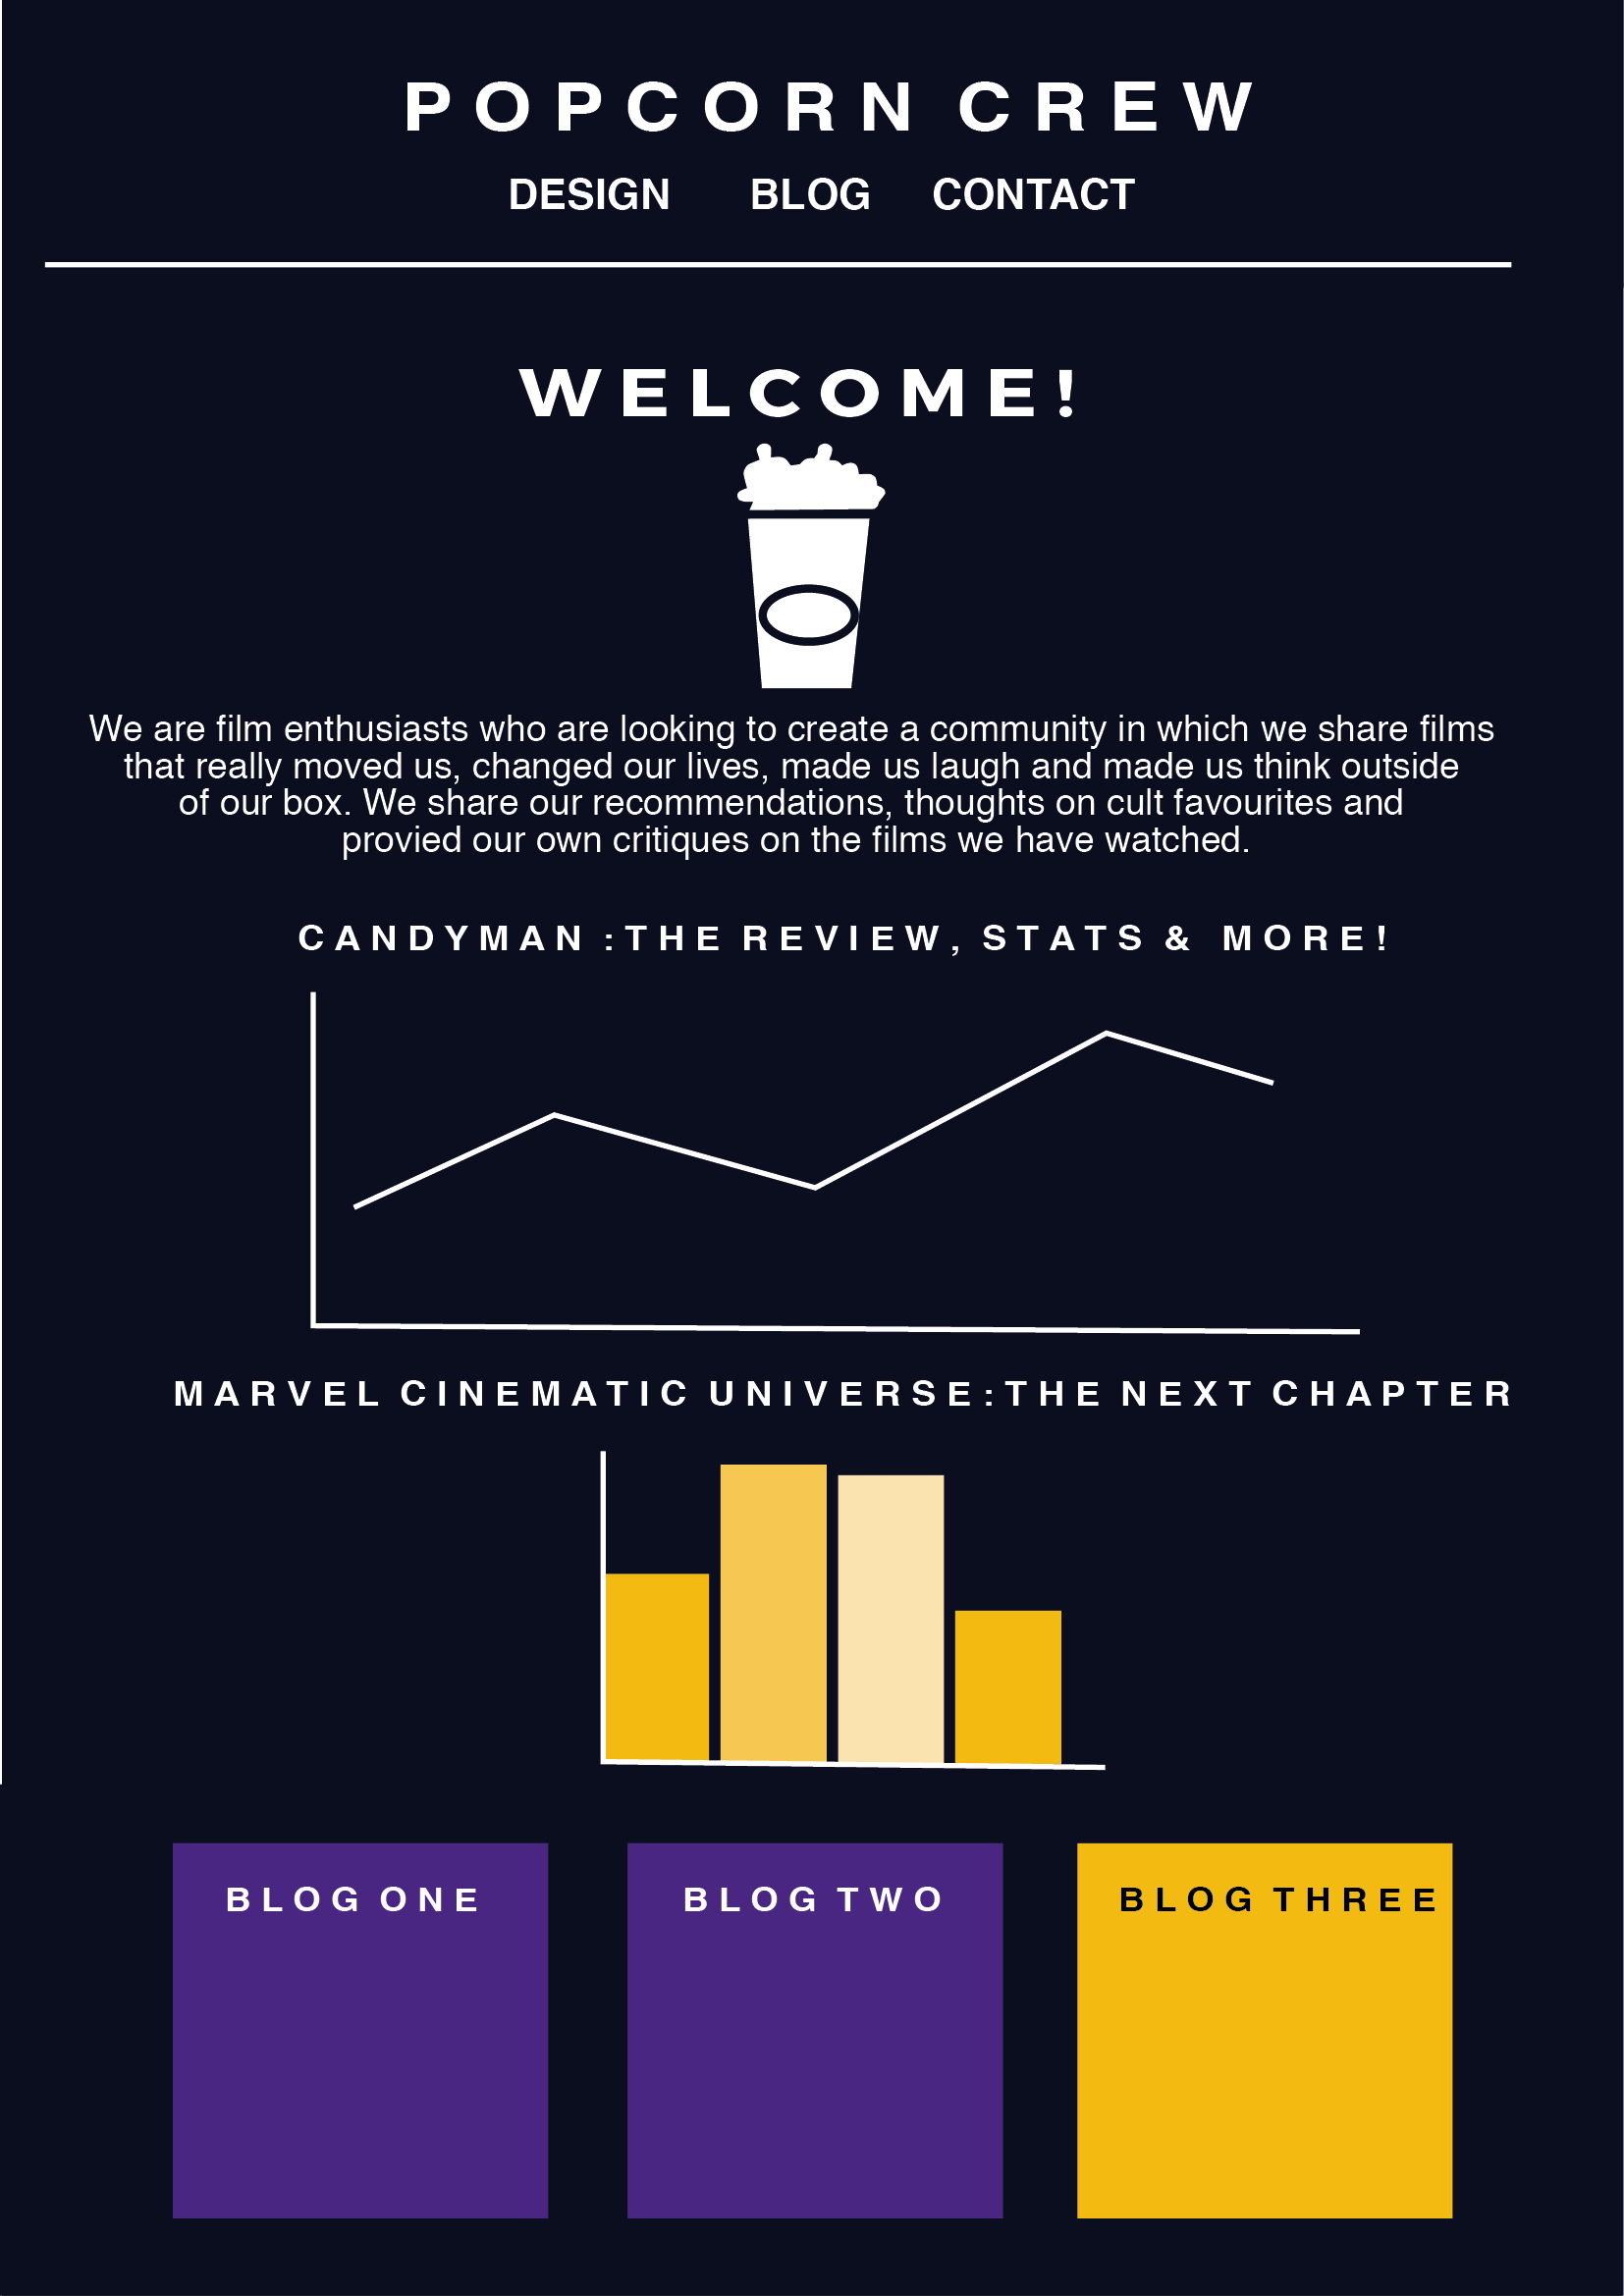 POPCORN CREW
DESIGN BLOG CONTACT
WELCOME!
We are film enthusiasts who are looking to create a community in which we share films
that really moved us, changed our lives, made us laugh and made us think outside
of our box. We share our recommendations, thoughts on cult favourites and
provied our own critiques on the films we have watched.
CANDYMAN :THE REVIEW, STATS & MORE!
MARVEL CINEMATIC UNIVERSE:THE NEXT CHAPTER
BLOG ONE BLOG TWO BLOG THREE